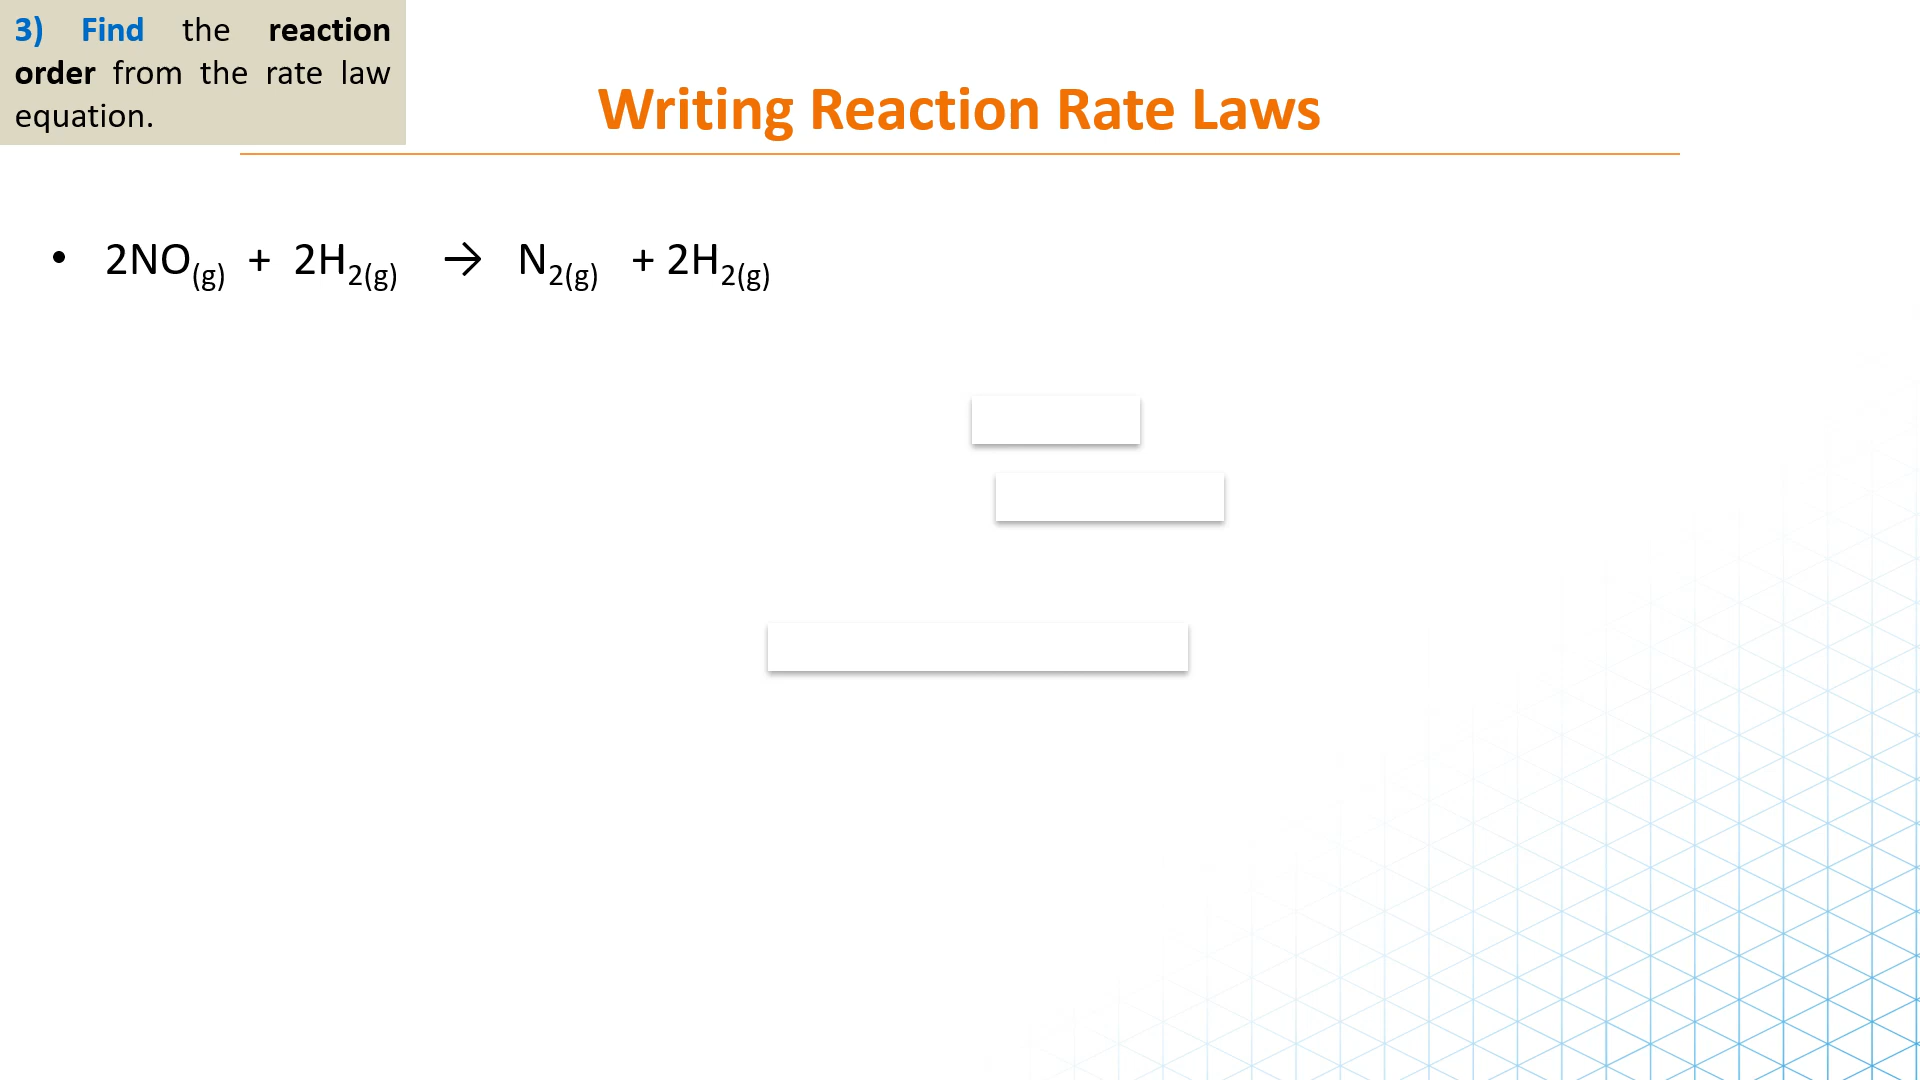 3) Find the reaction
order from the rate law
equation.
Writing Reaction Rate Laws
• 2NO(g) + 2H2(g) → N2(g) + 2H2(g)